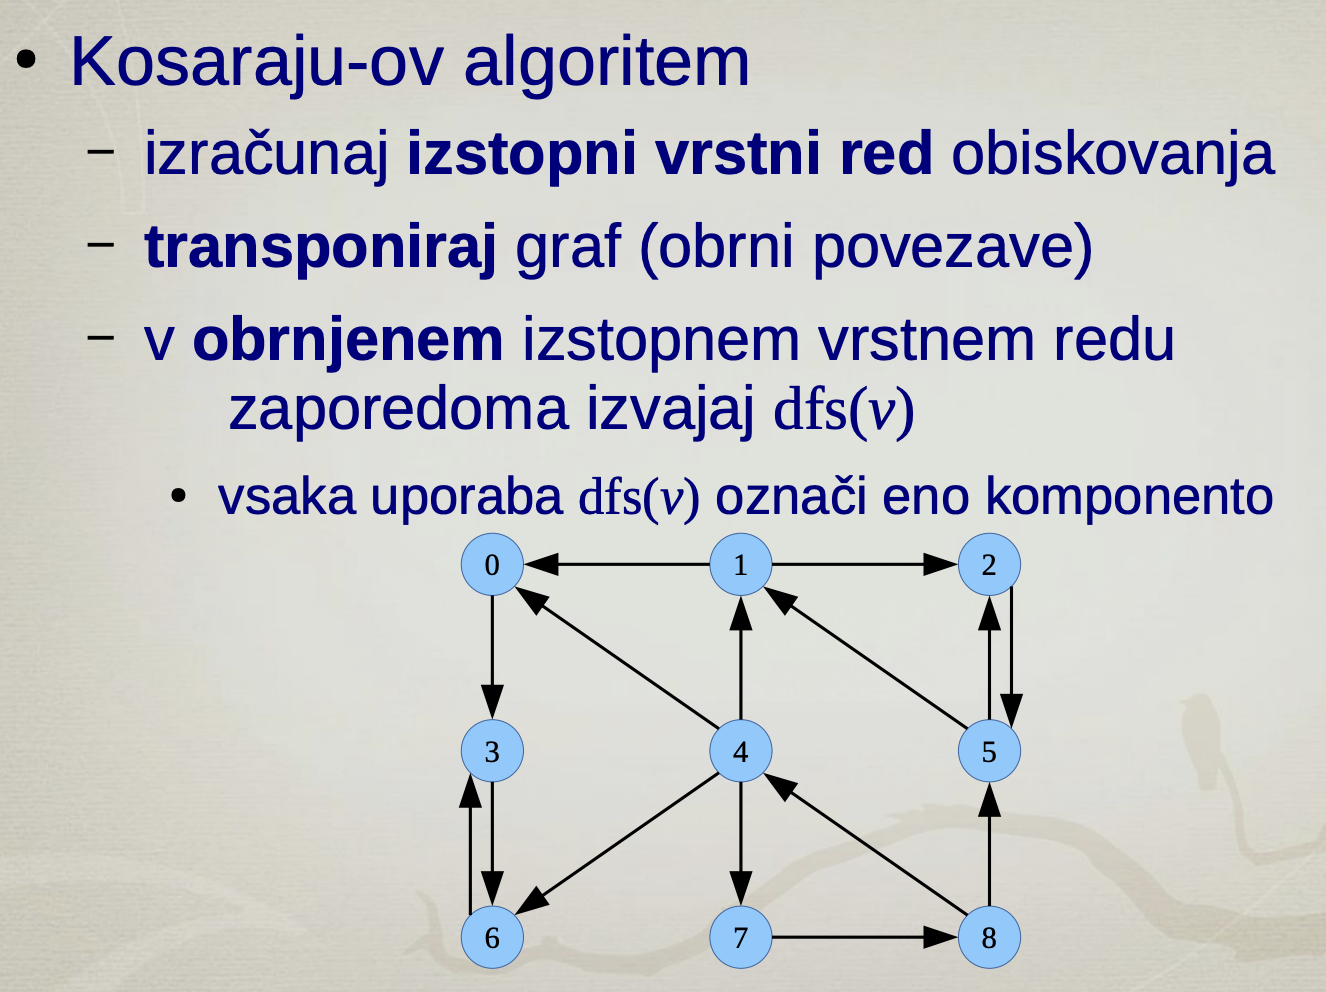 • Kosaraju-ov algoritem
– izračunaj izstopni vrstni red obiskovanja
– transponiraj graf (obrni povezave)
– v obrnjenem izstopnem vrstnem redu
zaporedoma izvajaj dfs(v)
• vsaka uporaba dfs(v) označi eno komponento
0 1 2
3 4 5
6 7 8